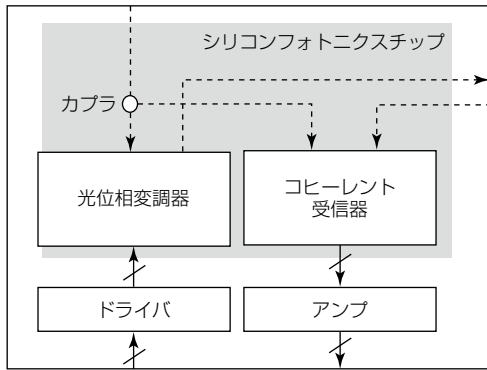 シリコンフォトニクスチップ
カプラ
光位相変調器
コヒーレント
受信器
ドライバ
アンプ